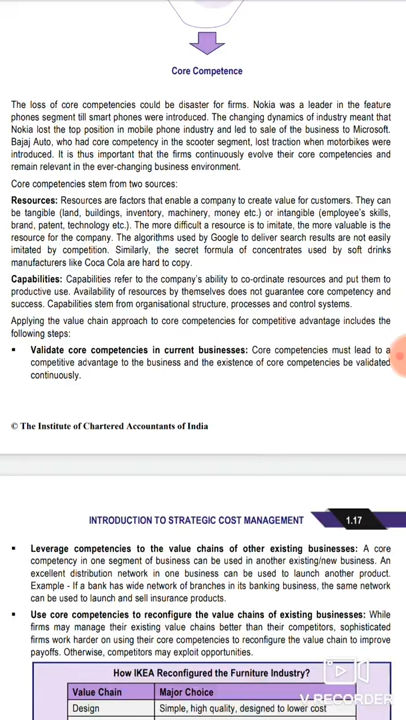 Core Competence
The loss of core competencies could be disaster for firms. Nokia was a leader in the feature
phones segment till smart phones were introduced. The changing dynamics of industry meant that
Nokia lost the top position in mobile phone industry and led to sale of the business to Microsoft.
Bajaj Auto, who had core competency in the scooter segment, lost traction when motorbikes were
introduced. It is thus important that the firms continuously evolve their core competencies and
remain relevant in the ever-changing business environment.
Core competencies stem from two sources:
Resources: Resources are factors that enable a company to create value for customers. They can
be tangible (land, buildings, inventory, machinery, money etc.) or intangible (employee's skills,
brand, patent, technology etc.). The more difficult a resource is to imitate, the more valuable is the
resource for the company. The algorithms used by Google to deliver search results are not easily
imitated by competition. Similarly, the secret formula of concentrates used by soft drinks
manufacturers like Coca Cola are hard to copy.
Capabilities: Capabilities refer to the company's ability to co-ordinate resources and put them to
productive use. Availability of resources by themselves does not guarantee core competency and
success. Capabilities stem from organisational structure, processes and control systems.
Applying the value chain approach to core competencies for competitive advantage includes the
following steps:
▪ Validate core competencies in current businesses: Core competencies must lead to a
competitive advantage to the business and the existence of core competencies be validated
continuously.
© The Institute of Chartered Accountants of India
INTRODUCTION TO STRATEGIC COST MANAGEMENT 1.17
▪ Leverage competencies to the value chains of other existing businesses: A core
competency in one segment of business can be used in another existing/new business. An
excellent distribution network in one business can be used to launch another product.
Example - If a bank has wide network of branches in its banking business, the same network
can be used to launch and sell insurance products.
▪ Use core competencies to reconfigure the value chains of existing businesses: While
firms may manage their existing value chains better than their competitors, sophisticated
firms work harder on using their core competencies to reconfigure the value chain to improve
payoffs. Otherwise, competitors may exploit opportunities.
How IKEA Reconfigured the Furniture Industry?
Value Chain Major Choice
Design Simple, high quality, designed to lower cost
V RECORDER